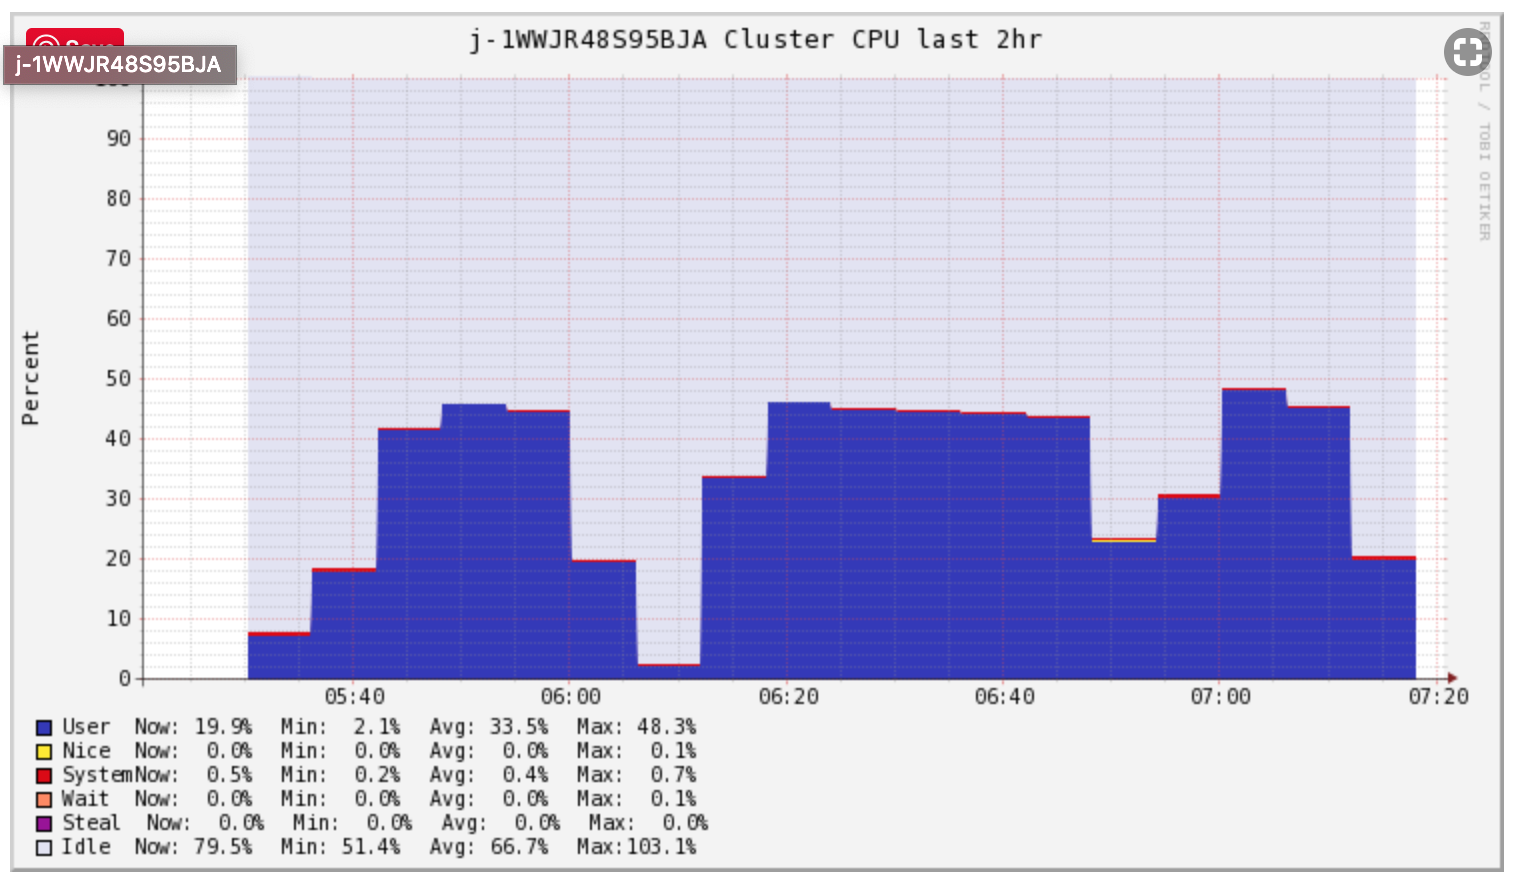 j-1WWJR48S95BJA Cluster CPU last 2hr
j-1WWJR48S95BJA
90
80
70
60
50
40
30
20
10
0
Percent
05:40 06:00 06:20 06:40 07:00 07:20
User Now: 19.9% Min: 2.1% Avg: 33.5% Max: 48.3%
Nice Now: 0.0% Min: 0.0% Avg: 0.0% Max: 0.1%
System Now: 0.5% Min: 0.2% Avg: 0.4% Max: 0.7%
Wait Now: 0.0% Min: 0.0% Avg: 0.0% Max: 0.1%
Steal Now: 0.0% Min: 0.0% Avg: 0.0% Max: 0.0%
Idle Now: 79.5% Min: 51.4% Avg: 66.7% Max:103.1%
/ TOBI OETIKER